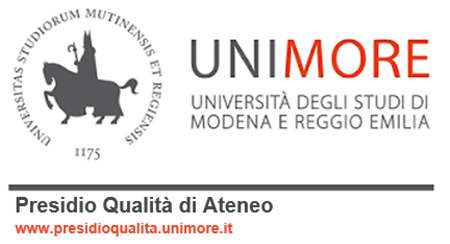 UNIVERSITAS STUDIORUM MUTINENSIS ET REGIENSIS
1175
UNIMORE
UNIVERSITÀ DEGLI STUDI DI
MODENA E REGGIO EMILIA
Presidio Qualità di Ateneo
www.presidioqualita.unimore.it